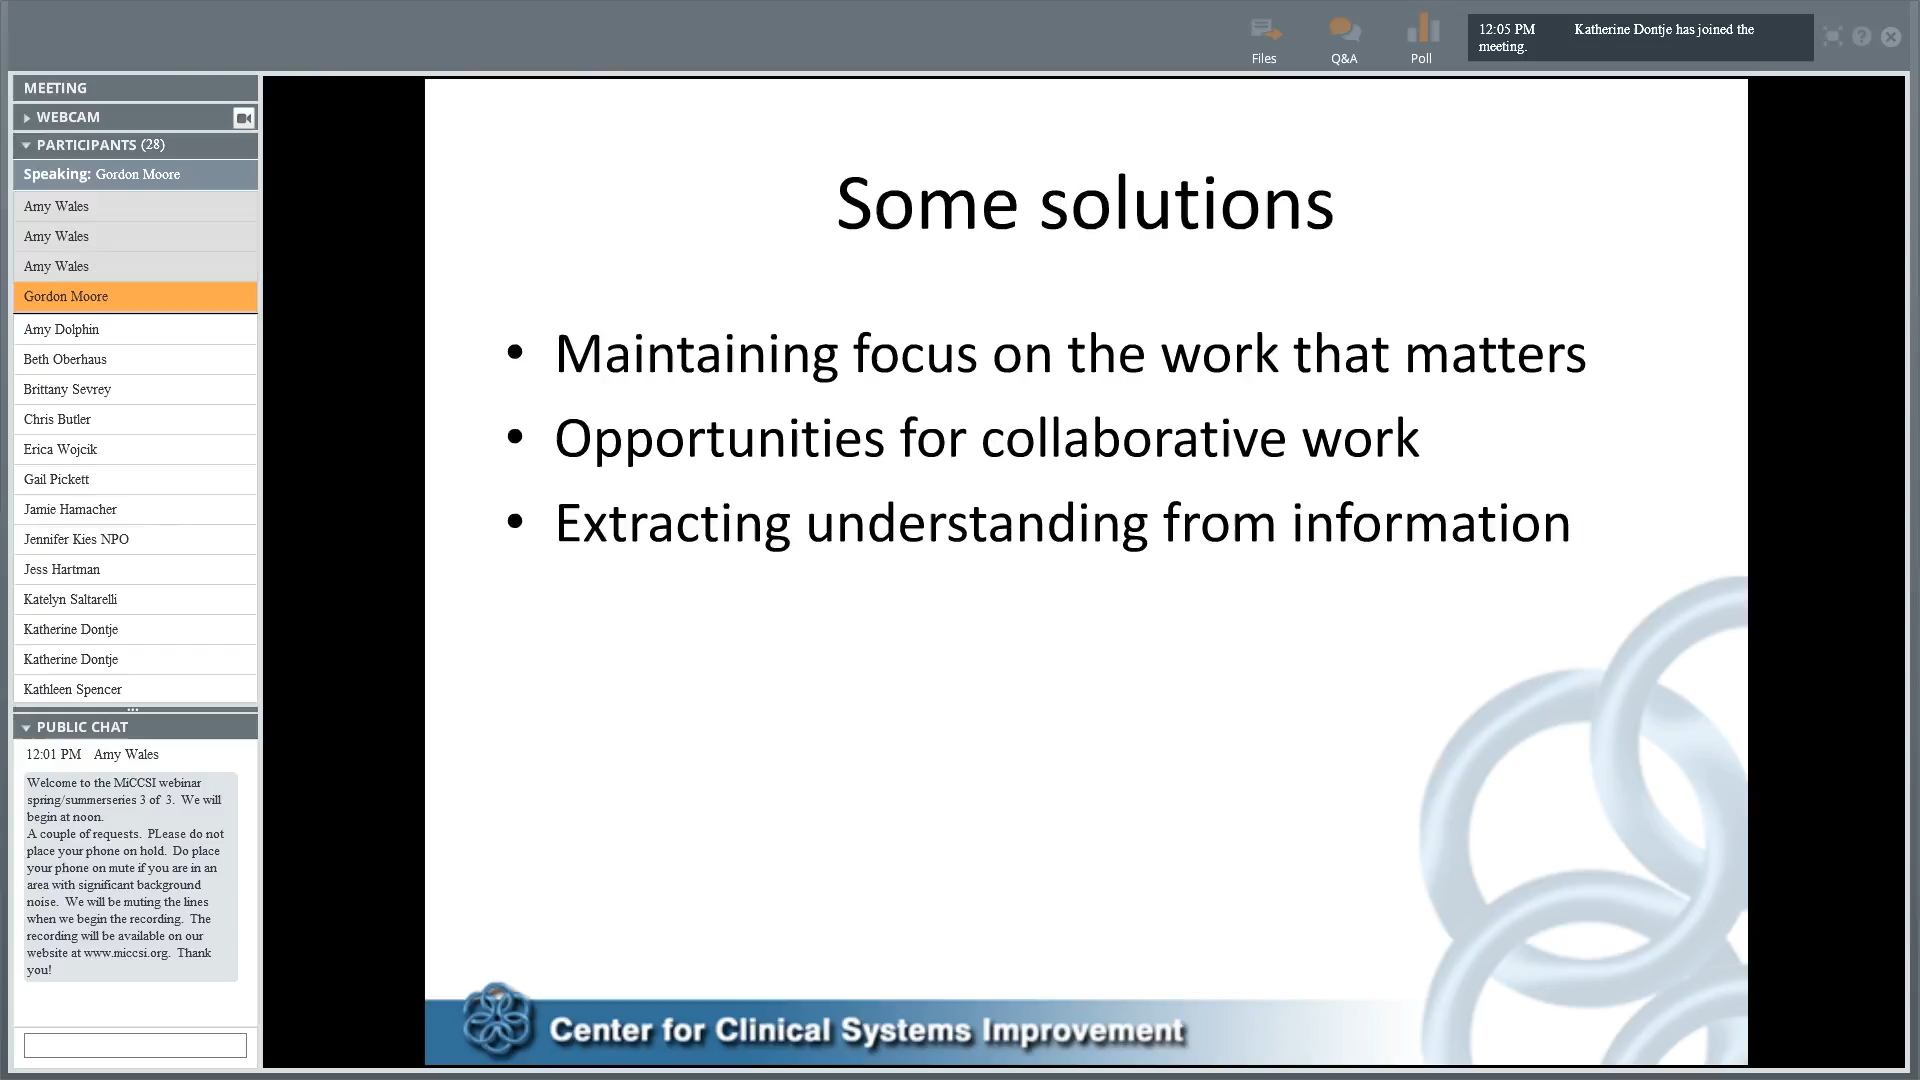 Files
Q&A
Poll
12:05 PM Katherine Dontje has joined the
meeting.
MEETING
WEBCAM
PARTICIPANTS (28)
Speaking: Gordon Moore
Amy Wales
Amy Wales
Amy Wales
Gordon Moore
Amy Dolphin
Beth Oberhaus
Brittany Sevrey
Chris Butler
Erica Wojcik
Gail Pickett
Jamie Hamacher
Jennifer Kies NPO
Jess Hartman
Katelyn Saltarelli
Katherine Dontje
Katherine Dontje
Kathleen Spencer
PUBLIC CHAT
12:01 PM Amy Wales
Welcome to the MiCCSI webinar
spring/summerseries 3 of 3. We will
begin at noon.
A couple of requests. PLease do not
place your phone on hold. Do place
your phone on mute if you are in an
area with significant background
noise. We will be muting the lines
when we begin the recording. The
recording will be available on our
website at www.miccsi.org. Thank
you!
Some solutions
• Maintaining focus on the work that matters
• Opportunities for collaborative work
• Extracting understanding from information
Center for Clinical Systems Improvement